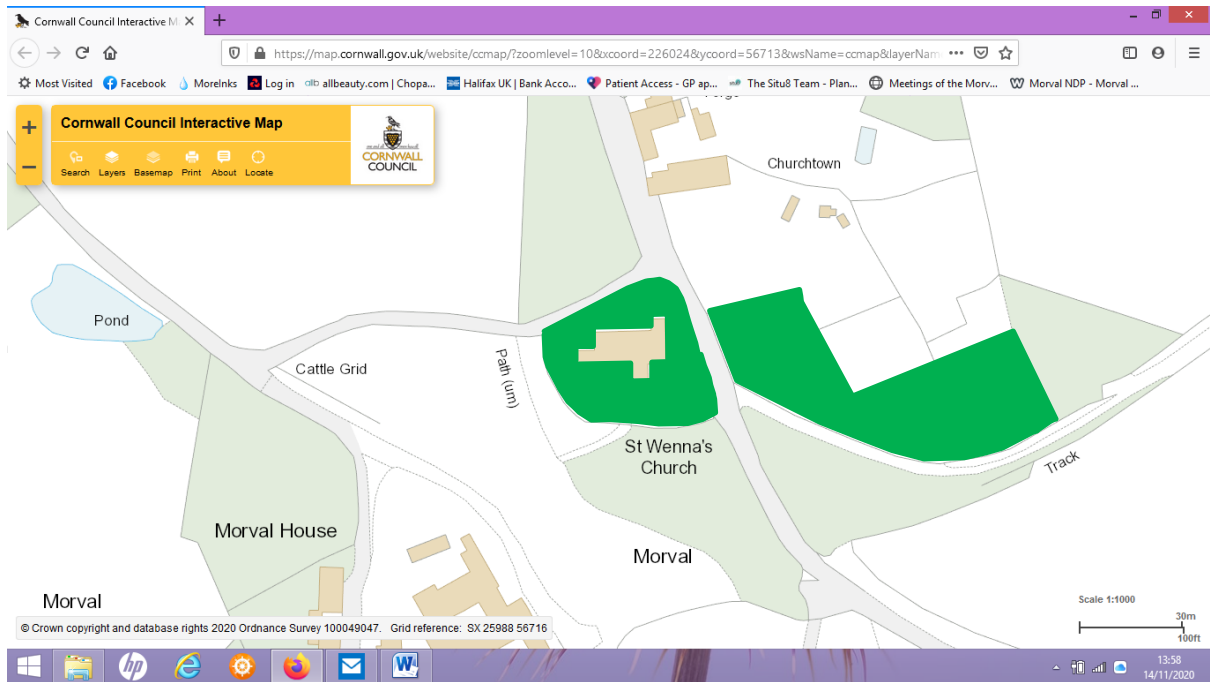 Cornwall Council Interactive M
https://map.cornwall.gov.uk/website/ccmap/?zoomlevel=10&xcoord=226024&ycoord=56713&wsName=ccmap&layerNam
Most Visited Facebook Morelnks Log in allbeauty.com | Chopa... Halifax UK | Bank Acco... Patient Access - GP ap... The Situ8 Team - Plan... Meetings of the Morv... Morval NDP - Morval ...
Cornwall Council Interactive Map
Search Layers Basemap Print About Locate
CORNWALL
COUNCIL
Churchtown
Pond
Cattle Grid
Path (um)
St Wenna's
Church
Track
Morval House
Morval
Morval
Scale 1:1000
30m
100ft
© Crown copyright and database rights 2020 Ordnance Survey 100049047. Grid reference: SX 25988 56716
hp
W
13:58
14/11/2020